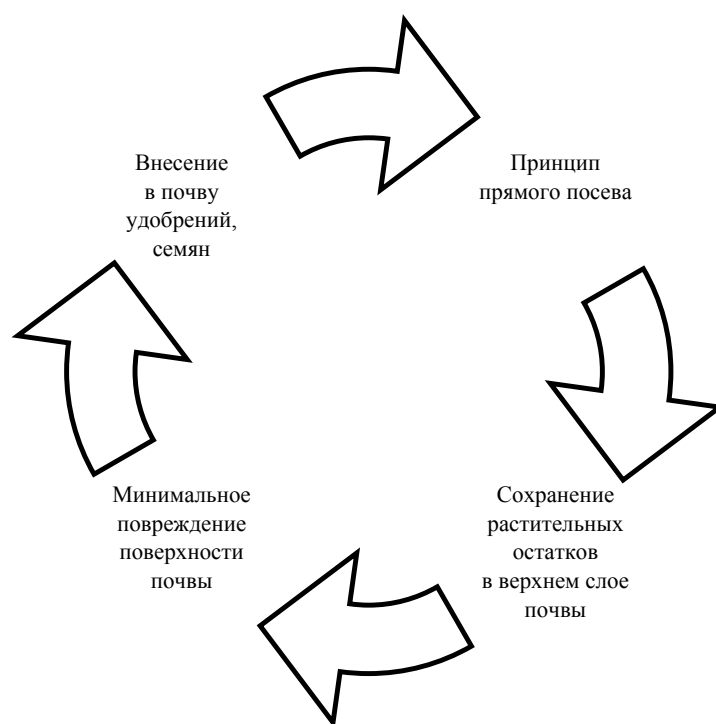 Внесение
в почву
удобрений,
семян
Принцип
прямого посева
Сохранение
растительных
остатков
в верхнем слое
почвы
Минимальное
повреждение
поверхности
почвы